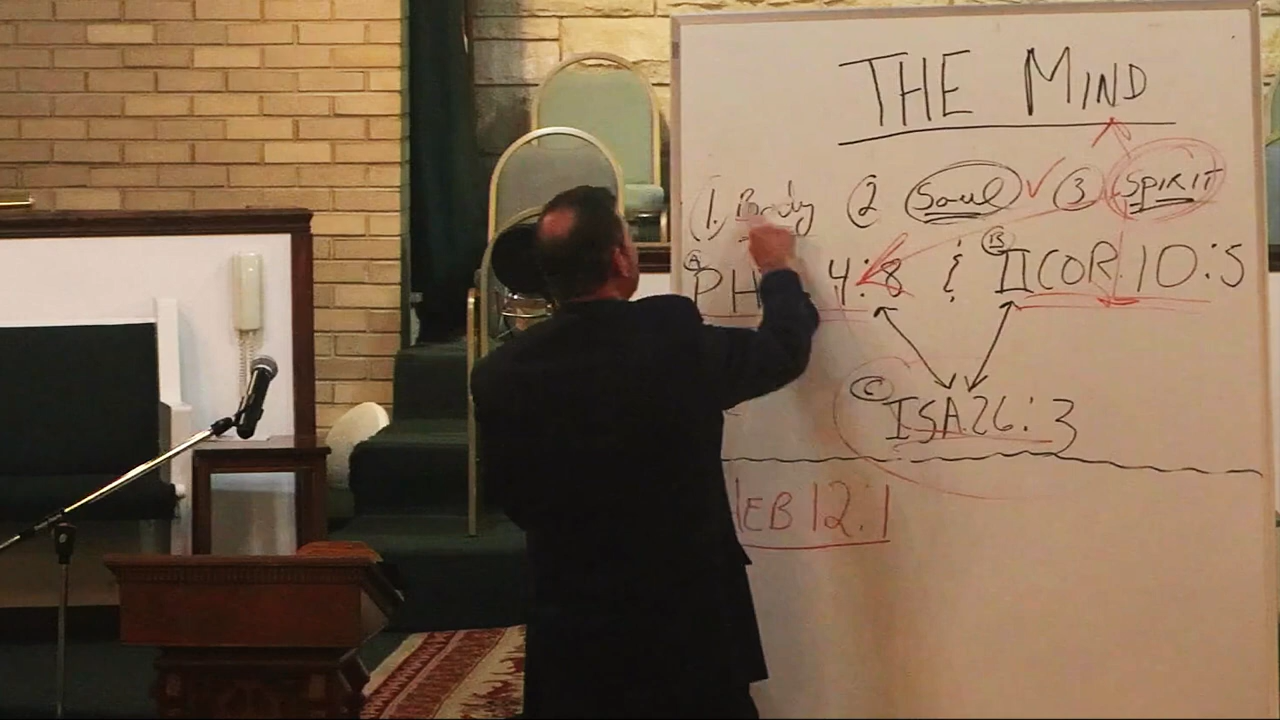 THE MIND
1. Body 2 Soul 3 SPIRIT
A PH 4:8 & B II COR 10:5
C ISA.26:3
HEB 12:1